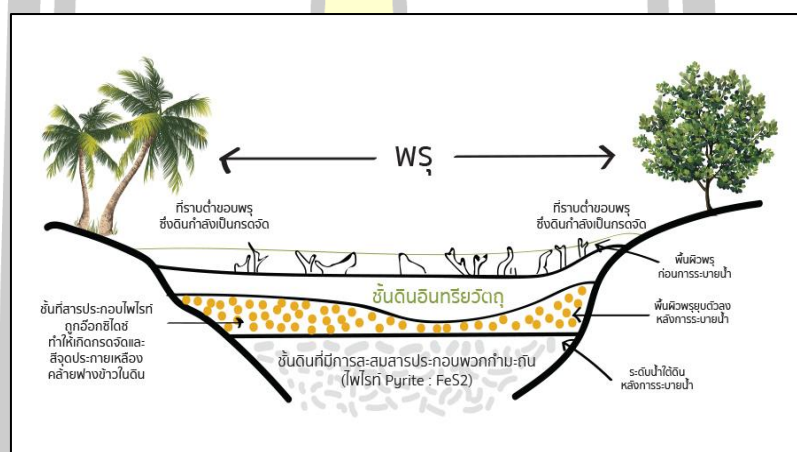 พรุ
ที่ราบต่ำขอบพรุ
ซึ่งดินกำลังเป็นกรดจัด
ที่ราบต่ำขอบพรุ
ซึ่งดินกำลังเป็นกรดจัด
พื้นผิวพรุ
ก่อนการระบายน้ำ
ชั้นดินอินทรียวัตถุ
ชั้นที่สารประกอบไพไรท์
ถูกอ๊อกซิไดซ์
ทำให้เกิดกรดจัดและ
สีจุดประกายเหลือง
คล้ายฟางข้าวในดิน
พื้นผิวพรุยุบตัวลง
หลังการระบายน้ำ
ชั้นดินที่มีการสะสมสารประกอบพวกกำมะถัน
(ไพไรท์ Pyrite : FeS2)
ระดับน้ำใต้ดิน
หลังการระบายน้ำ